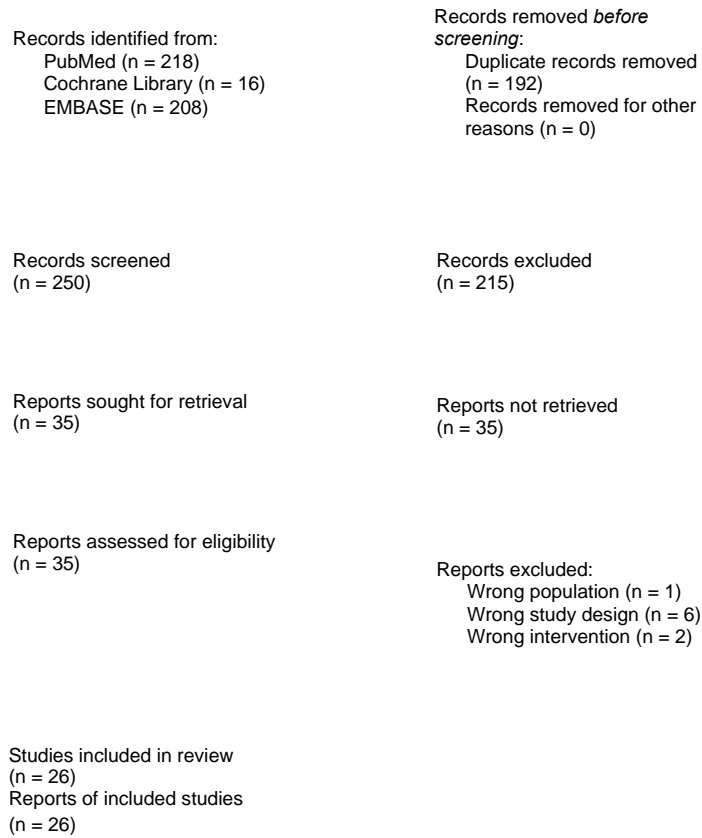 Records identified from:
PubMed (n = 218)
Cochrane Library (n = 16)
EMBASE (n = 208)
Records removed before
screening:
Duplicate records removed
(n = 192)
Records removed for other
reasons (n = 0)
Records screened
(n = 250)
Records excluded
(n = 215)
Reports sought for retrieval
(n = 35)
Reports not retrieved
(n = 35)
Reports assessed for eligibility
(n = 35)
Reports excluded:
Wrong population (n = 1)
Wrong study design (n = 6)
Wrong intervention (n = 2)
Studies included in review
(n = 26)
Reports of included studies
(n = 26)